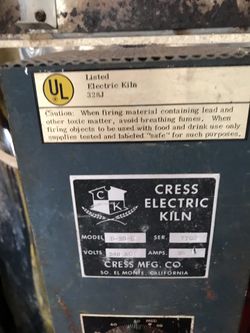 UL
Listed
Electric Kiln
328J
Caution: When firing material containing lead and
other toxic matter, avoid breathing fumes. When
firing objects to be used with food and drink use only
supplies tested and labeled "safe" for such purposes.
C K
CRESS
ELECTRIC
KILN
MODEL SER.
VOLTS AMPS.
CRESS MFG. CO.
SO. EL MONTE, CALIFORNIA